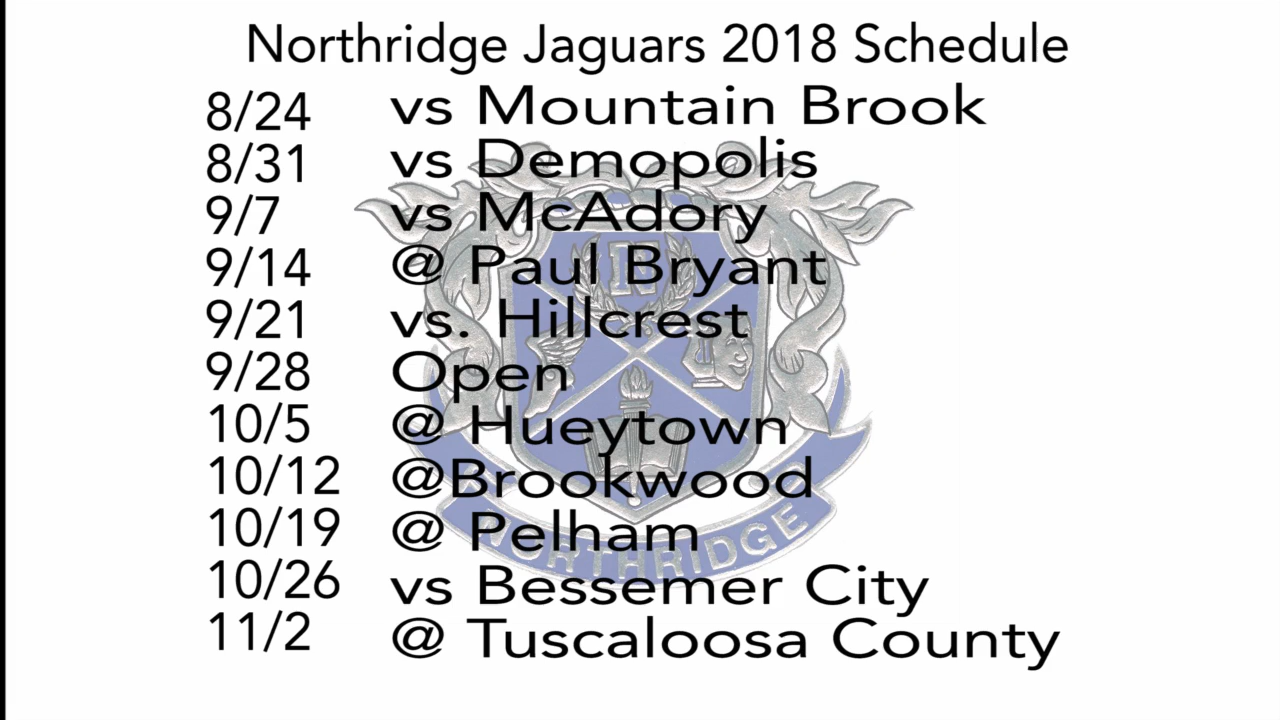 Northridge Jaguars 2018 Schedule
8/24 vs Mountain Brook
8/31 vs Demopolis
9/7 vs McAdory
9/14 @ Paul Bryant
9/21 vs. Hillcrest
9/28 Open
10/5 @ Hueytown
10/12 @Brookwood
10/19 @ Pelham
10/26 vs Bessemer City
11/2 @ Tuscaloosa County
N
NORTHRIDGE